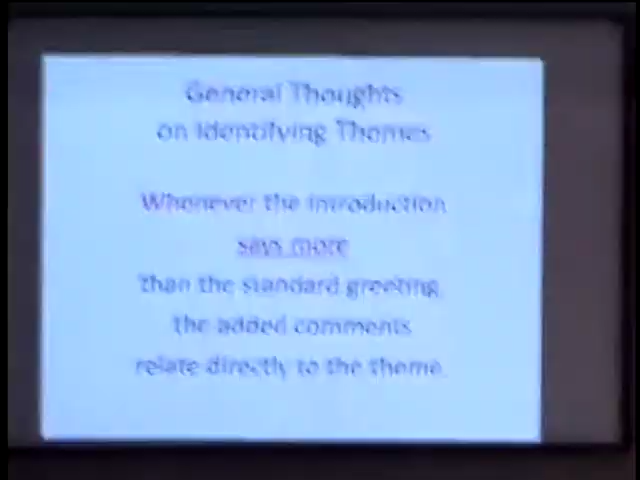 General Thoughts
on Identifying Themes
Whenever the introduction
says more
than the standard greeting
the added comments
relate directly to the theme